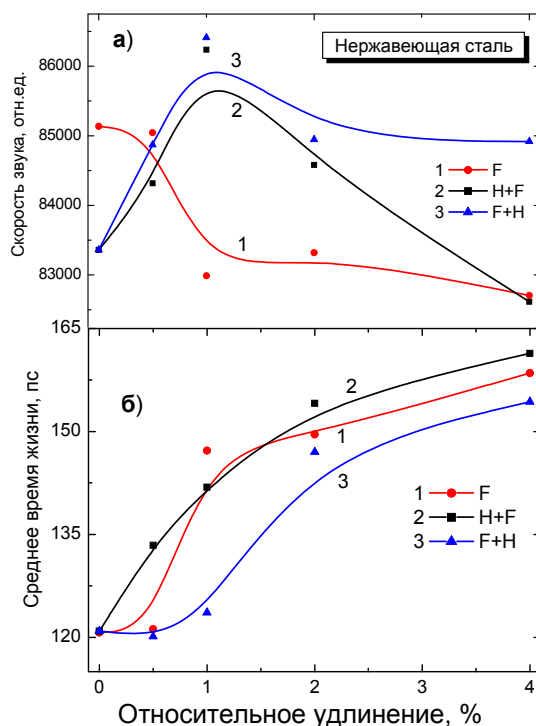 а)
Нержавеющая сталь
Скорость звука, отн.ед.
86000
85000
84000
83000
3
2
1
1 F
2 H+F
3 F+H
б)
Среднее время жизни, пс
165
150
135
120
2
1
3
1 F
2 H+F
3 F+H
0 1 2 3 4
Относительное удлинение, %